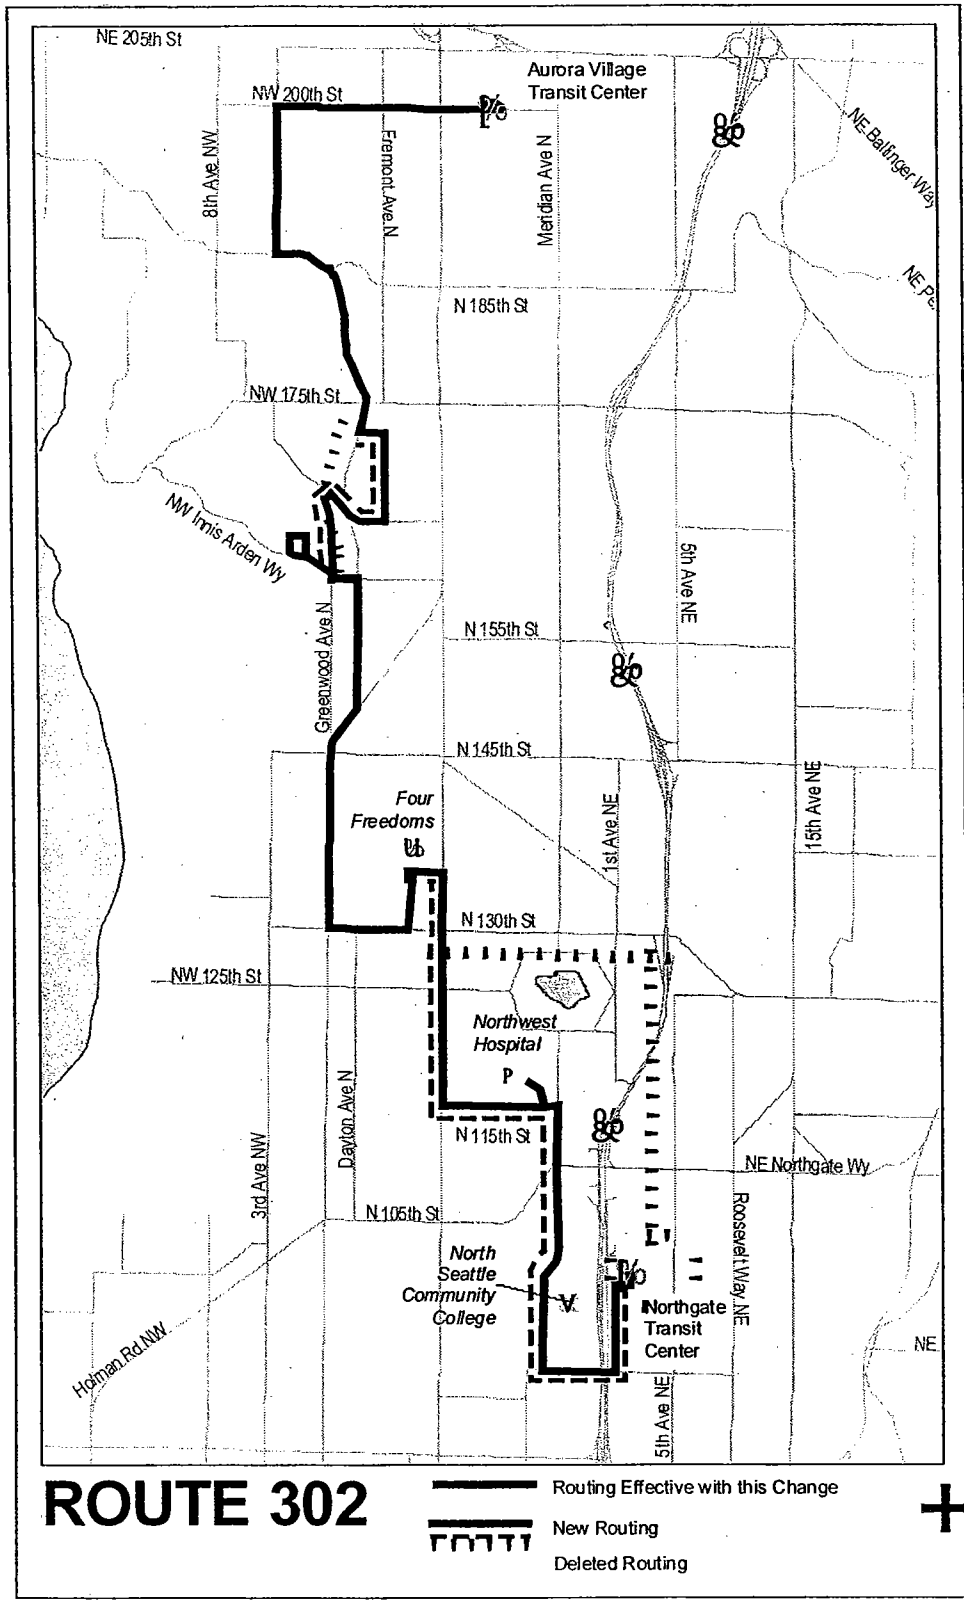 NE 205th St
Aurora Village
Transit Center
NW 200th St
8th Ave NW
Fremont Ave N
Meridian Ave N
NE Ballinger Way
N 185th St
NW 175th St
NW Innis Arden Wy
5th Ave NE
N 155th St
Greenwood Ave N
N 145th St
Four
Freedoms
1st Ave NE
15th Ave NE
N 130th St
NW 125th St
Northwest
Hospital
P
Dayton Ave N
N 115th St
3rd Ave NW
NE Northgate Wy
N 105th St
Roosevelt Way NE
North
Seattle
Community
College
Northgate
Transit
Center
Holman Rd NW
NE
5th Ave NE
ROUTE 302
Routing Effective with this Change
New Routing
Deleted Routing